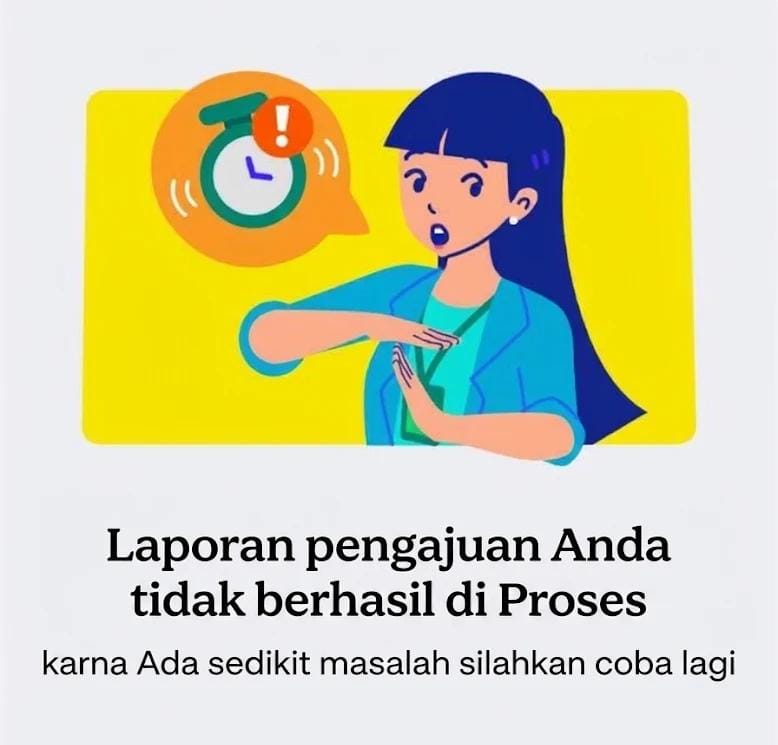 Laporan pengajuan Anda
tidak berhasil di Proses
karna Ada sedikit masalah silahkan coba lagi